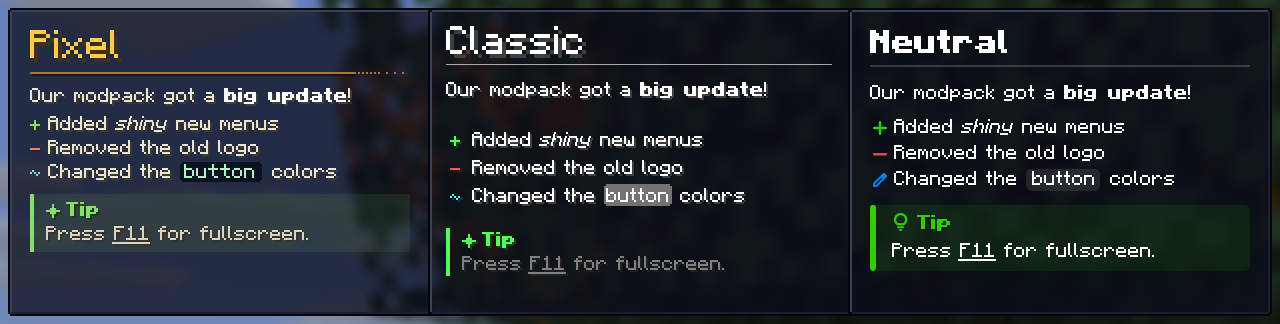 Pixel
Our modpack got a big update!
+ Added shiny new menus
− Removed the old logo
~ Changed the button colors
Tip
Press F11 for fullscreen.
Classic
Our modpack got a big update!
+ Added shiny new menus
− Removed the old logo
~ Changed the button colors
Tip
Press F11 for fullscreen.
Neutral
Our modpack got a big update!
+ Added shiny new menus
− Removed the old logo
Changed the button colors
Tip
Press F11 for fullscreen.